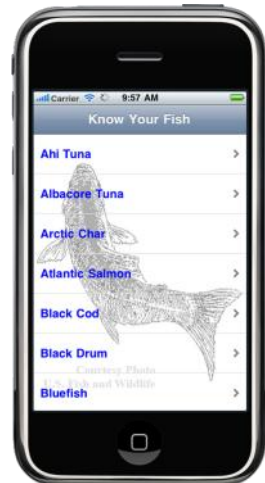 Carrier 9:57 AM
Know Your Fish
Ahi Tuna
Albacore Tuna
Arctic Char
Atlantic Salmon
Black Cod
Black Drum
Courtesy Photo
U.S. Fish and Wildlife
Bluefish